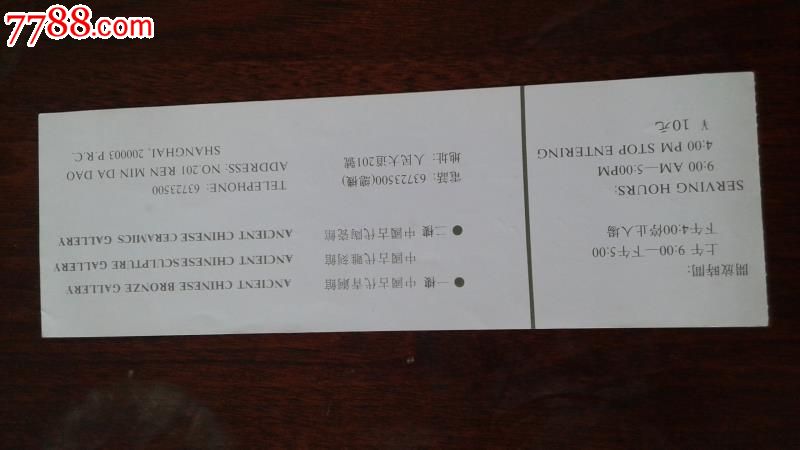 7788.com
開放時間:
上午 9:00—下午5:00
下午4:00停止入場
SERVING HOURS:
9:00 AM—5:00PM
4:00 PM STOP ENTERING
¥ 10元
● 一樓 中國古代青銅館 ANCIENT CHINESE BRONZE GALLERY
中國古代雕刻館 ANCIENT CHINESE SCULPTURE GALLERY
● 二樓 中國古代陶瓷館 ANCIENT CHINESE CERAMICS GALLERY
電話: 63723500(總機) TELEPHONE: 63723500
地址: 人民大道201號 ADDRESS: NO.201 REN MIN DA DAO
SHANGHAI, 200003 P.R.C.